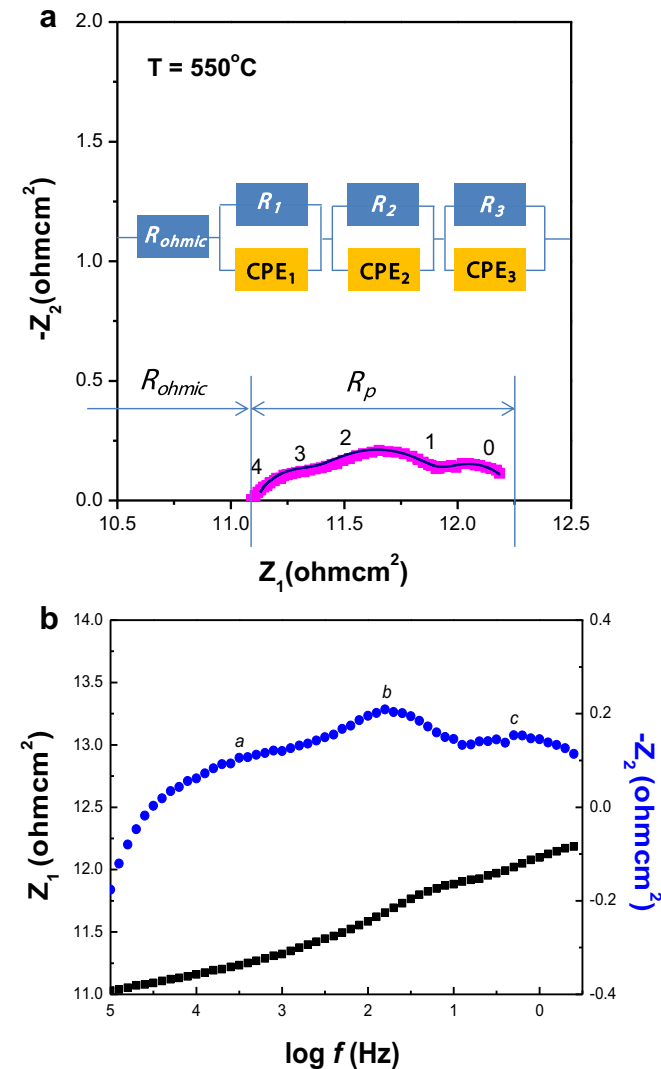 a
T = 550°C
-Z₂(ohmcm²)
2.0
1.5
1.0
0.5
0.0
R₁
R₂
R₃
R_ohmic
CPE₁
CPE₂
CPE₃
R_ohmic
R_p
4
3
2
1
0
10.5
11.0
11.5
12.0
12.5
Z₁(ohmcm²)
b
Z₁ (ohmcm²)
14.0
13.5
13.0
12.5
12.0
11.5
11.0
a
b
c
0.4
0.2
0.0
-0.2
-0.4
-Z₂(ohmcm²)
5
4
3
2
1
0
log f (Hz)